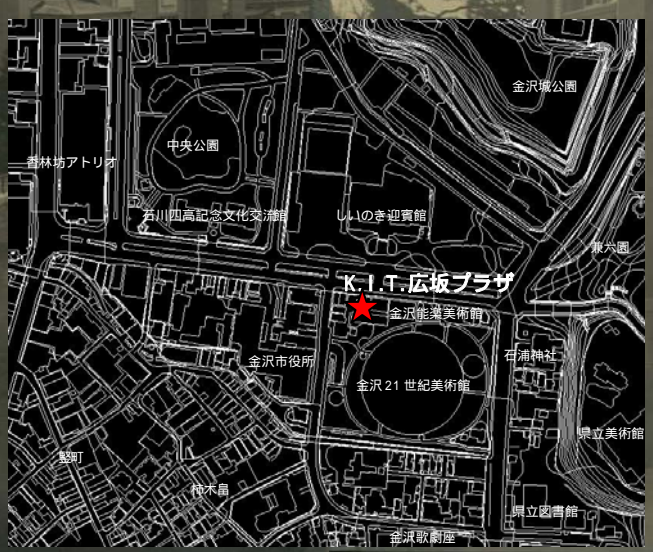 金沢城公園
中央公園
香林坊アトリオ
石川四高記念文化交流館
しいのき迎賓館
兼六園
K.I.T.広坂プラザ
金沢能楽美術館
石浦神社
金沢市役所
金沢21世紀美術館
県立美術館
竪町
柿木畠
県立図書館
金沢歌劇座